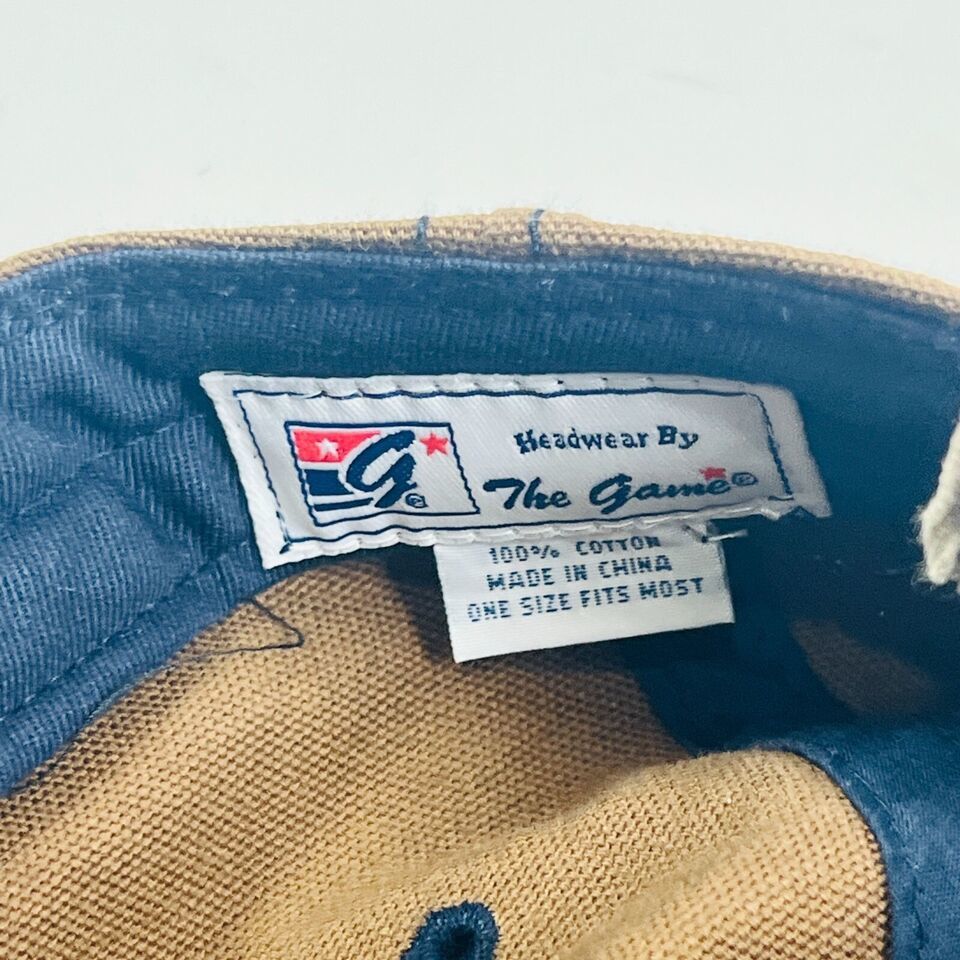 G®
Headwear By
The Game®
100% COTTON
MADE IN CHINA
ONE SIZE FITS MOST